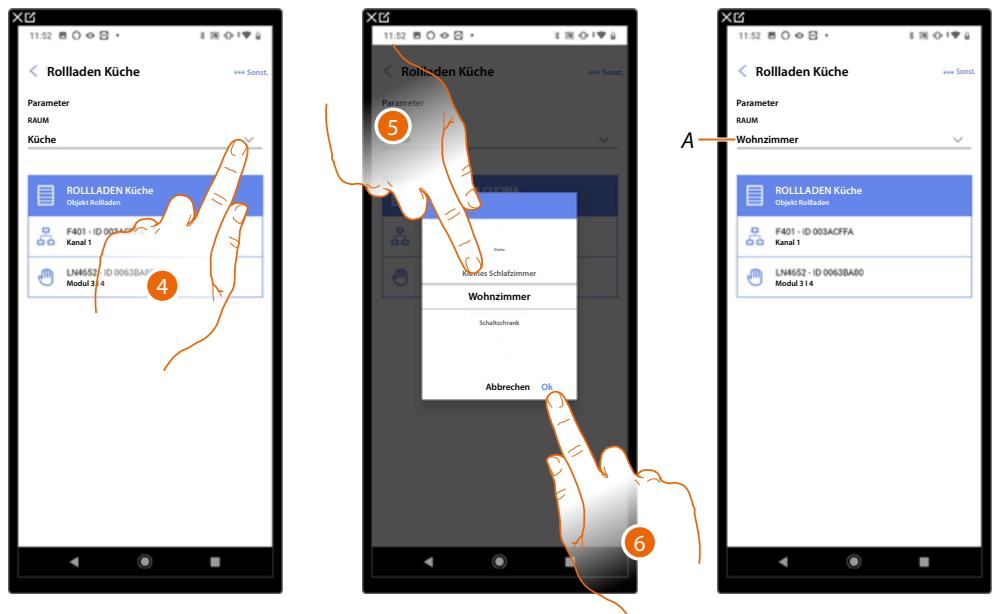 11:52
Rollladen Küche
Sonst.
Parameter
RAUM
Küche
ROLLLADEN Küche
Objekt Rollladen
F401 - ID 003ACFFA
Kanal 1
LN4652 - ID 0063BA
Modul 3 I 4
4
11:52
Rollladen Küche
Sonst.
Parameter
5
CUCINA
Küche
Kleines Schlafzimmer
Wohnzimmer
Schaltschrank
Abbrechen Ok
6
11:52
Rollladen Küche
Sonst.
Parameter
RAUM
A
Wohnzimmer
ROLLLADEN Küche
Objekt Rollladen
F401 - ID 003ACFFA
Kanal 1
LN4652 - ID 0063BA80
Modul 3 I 4